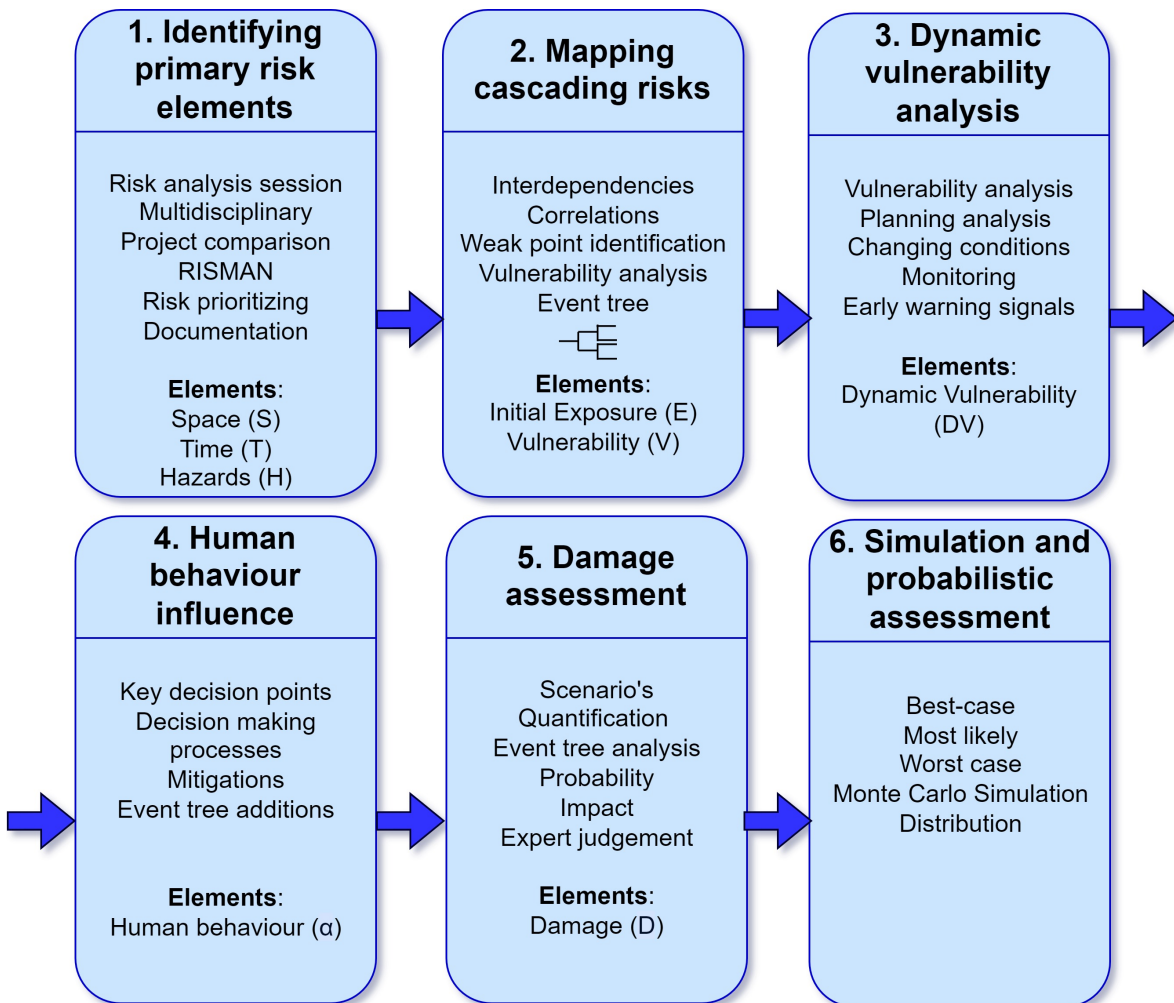 1. Identifying
primary risk
elements
Risk analysis session
Multidisciplinary
Project comparison
RISMAN
Risk prioritizing
Documentation
Elements:
Space (S)
Time (T)
Hazards (H)
2. Mapping
cascading risks
Interdependencies
Correlations
Weak point identification
Vulnerability analysis
Event tree
Elements:
Initial Exposure (E)
Vulnerability (V)
3. Dynamic
vulnerability
analysis
Vulnerability analysis
Planning analysis
Changing conditions
Monitoring
Early warning signals
Elements:
Dynamic Vulnerability
(DV)
4. Human
behaviour
influence
Key decision points
Decision making
processes
Mitigations
Event tree additions
Elements:
Human behaviour (α)
5. Damage
assessment
Scenario's
Quantification
Event tree analysis
Probability
Impact
Expert judgement
Elements:
Damage (D)
6. Simulation and
probabilistic
assessment
Best-case
Most likely
Worst case
Monte Carlo Simulation
Distribution